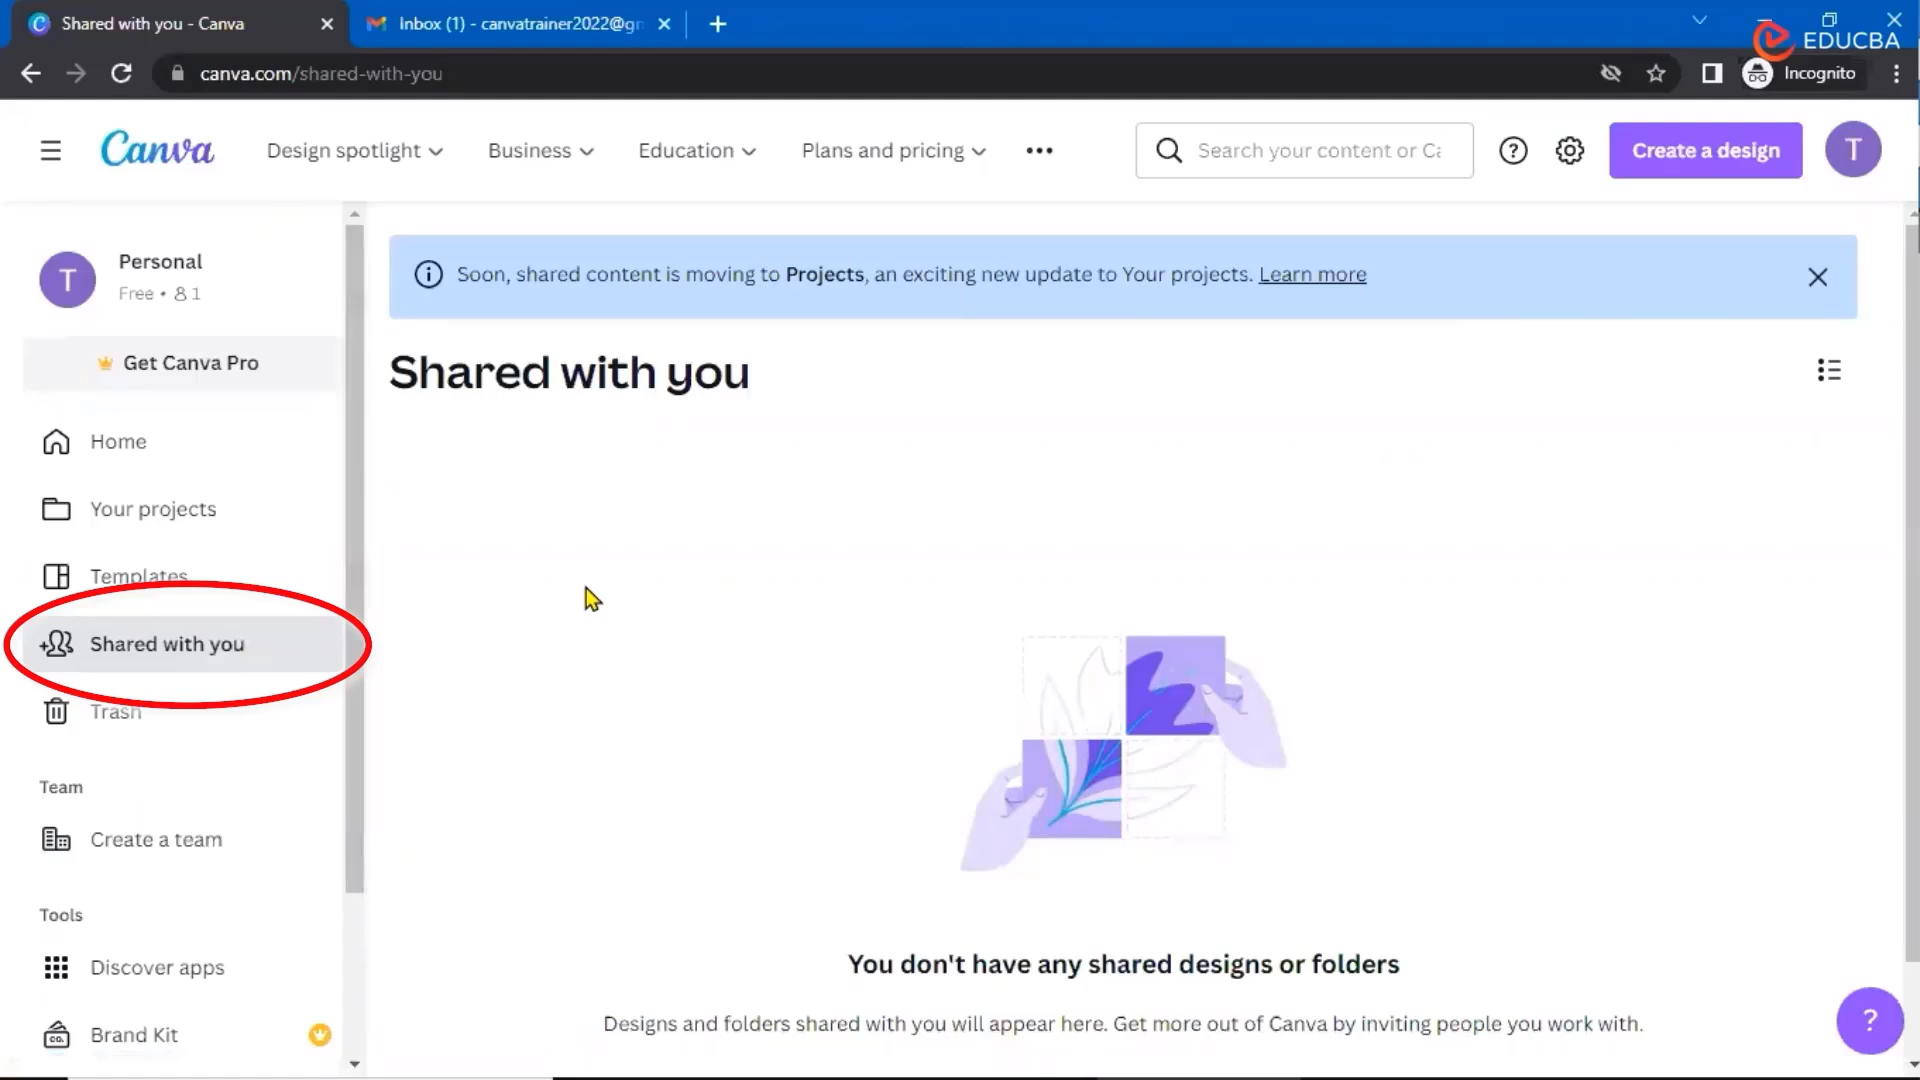 Shared with you - Canva
Inbox (1) - canvatrainer2022@gm
EDUCBA
canva.com/shared-with-you
Incognito
Canva
Design spotlight
Business
Education
Plans and pricing
Search your content or Ca
Create a design
T
T
Personal
Free • 1
Get Canva Pro
Home
Your projects
Templates
Shared with you
Trash
Team
Create a team
Tools
Discover apps
Brand Kit
Soon, shared content is moving to Projects, an exciting new update to Your projects. Learn more
Shared with you
You don't have any shared designs or folders
Designs and folders shared with you will appear here. Get more out of Canva by inviting people you work with.
?